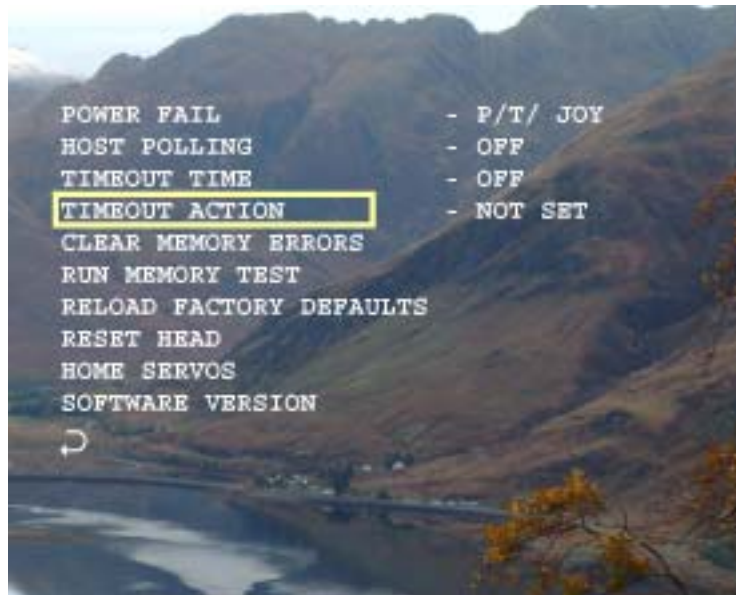 POWER FAIL - P/T/ JOY
HOST POLLING - OFF
TIMEOUT TIME - OFF
TIMEOUT ACTION - NOT SET
CLEAR MEMORY ERRORS
RUN MEMORY TEST
RELOAD FACTORY DEFAULTS
RESET HEAD
HOME SERVOS
SOFTWARE VERSION